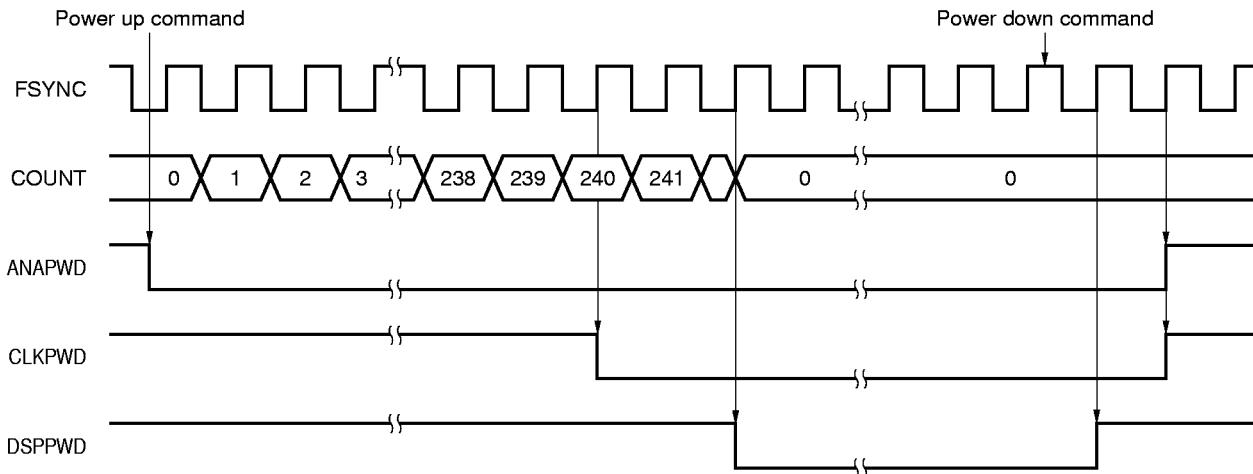 Power up command Power down command
FSYNC
COUNT 0 1 2 3 238 239 240 241 0 0
ANAPWD
CLKPWD
DSPPWD